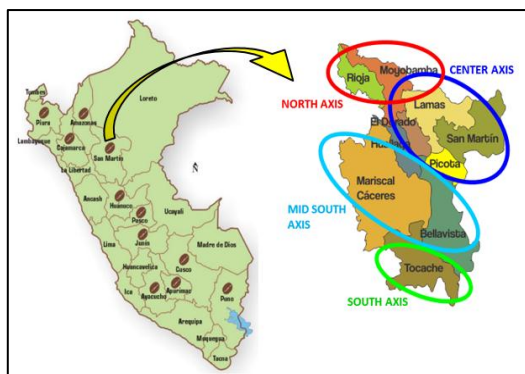 Tumbes
Loreto
Piura
Amazonas
Lambayeque
Cajamarca
San Martín
La Libertad
Ancash
Huanuco
Ucayali
Pasco
Lima
Junín
Madre de Dios
Huancavelica
Cusco
Ica
Ayacucho
Apurimac
Puno
Arequipa
Moquegua
Tacna
N
Moyobamba
Rioja
CENTER AXIS
NORTH AXIS
Lamas
El Dorado
San Martín
Huallaga
Picota
Mariscal
Cáceres
MID SOUTH
AXIS
Bellavista
Tocache
SOUTH AXIS